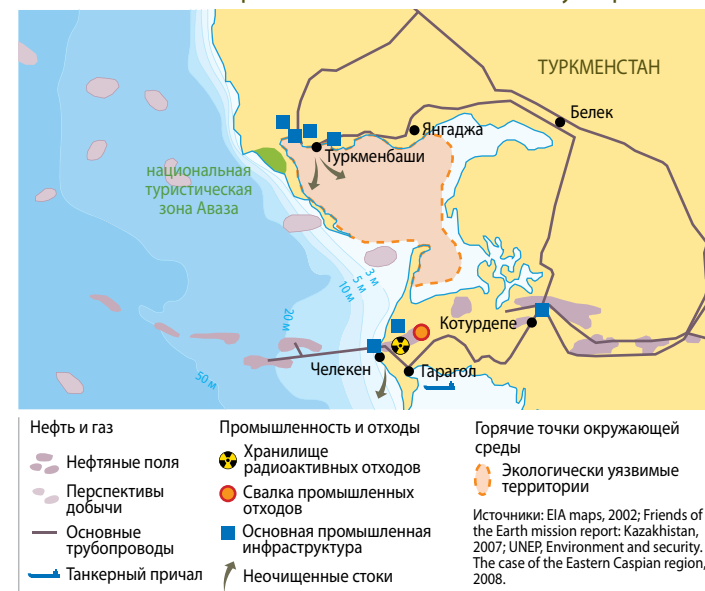 ТУРКМЕНСТАН
Белек
Янгаджа
Туркменбаши
национальная
туристическая
зона Аваза
3 м
5 м
10 м
20 м
50 м
Котурдепе
Челекен
Гарагол
Нефть и газ
Нефтяные поля
Перспективы
добычи
Основные
трубопроводы
Танкерный причал
Промышленность и отходы
Хранилище
радиоактивных отходов
Свалка промышленных
отходов
Основная промышленная
инфраструктура
Неочищенные стоки
Горячие точки окружающей
среды
Экологически уязвимые
территории
Источники: EIA maps, 2002; Friends of
the Earth mission report: Kazakhstan,
2007; UNEP, Environment and security.
The case of the Eastern Caspian region,
2008.